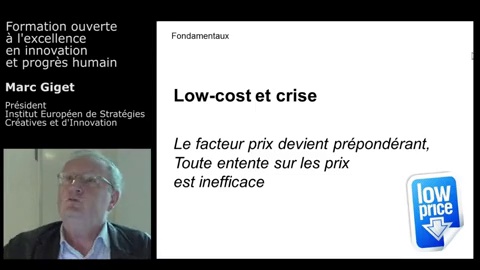 Formation ouverte
à l'excellence
en innovation
et progrès humain
Marc Giget
Président
Institut Européen de Stratégies
Créatives et d'Innovation
Fondamentaux
Low-cost et crise
Le facteur prix devient prépondérant,
Toute entente sur les prix
est inefficace
low
price